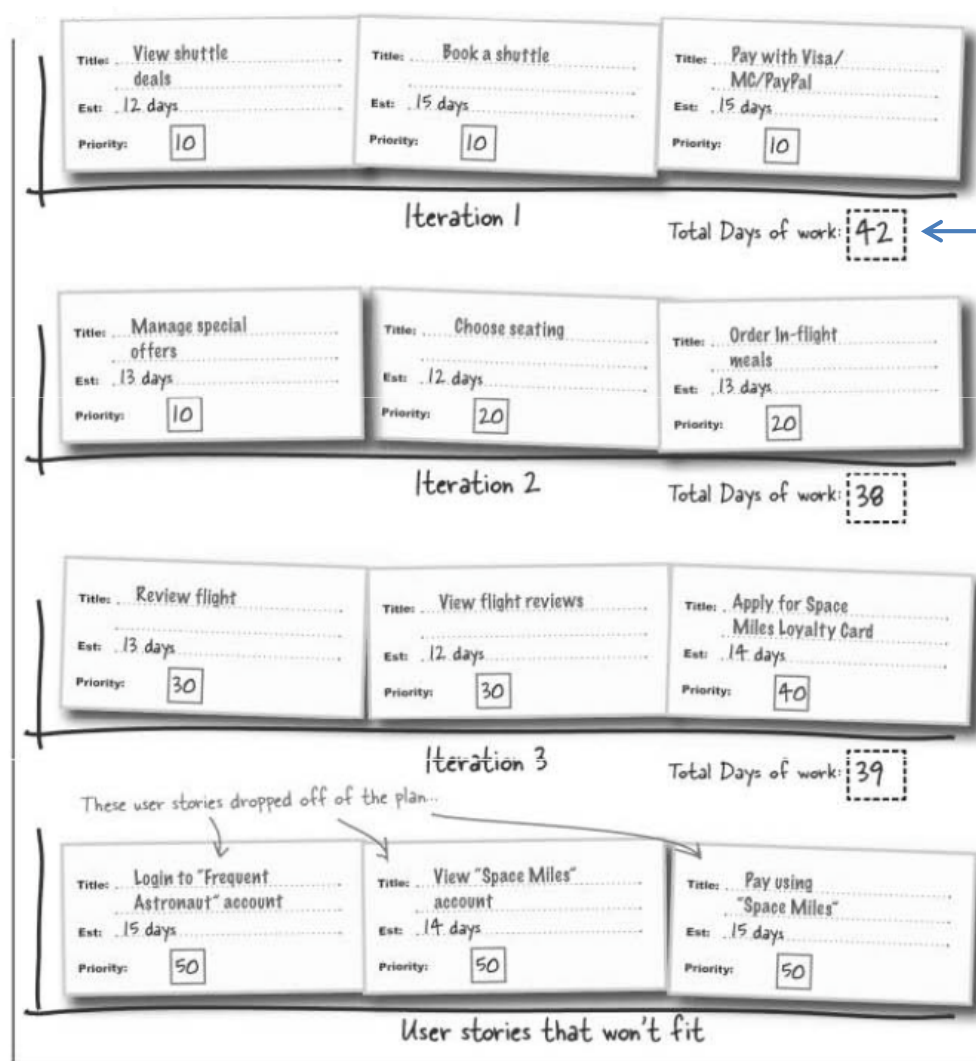 Title: View shuttle
deals
Est: 12 days
Priority: 10
Title: Book a shuttle
Est: 15 days
Priority: 10
Title: Pay with Visa/
MC/PayPal
Est: 15 days
Priority: 10
Iteration 1
Total Days of work: 42
Title: Manage special
offers
Est: 13 days
Priority: 10
Title: Choose seating
Est: 12 days
Priority: 20
Title: Order In-flight
meals
Est: 13 days
Priority: 20
Iteration 2
Total Days of work: 38
Title: Review flight
Est: 13 days
Priority: 30
Title: View flight reviews
Est: 12 days
Priority: 30
Title: Apply for Space
Miles Loyalty Card
Est: 14 days
Priority: 40
Iteration 3
Total Days of work: 39
These user stories dropped off of the plan...
Title: Login to "Frequent
Astronaut" account
Est: 15 days
Priority: 50
Title: View "Space Miles"
account
Est: 14 days
Priority: 50
Title: Pay using
"Space Miles"
Est: 15 days
Priority: 50
User stories that won't fit